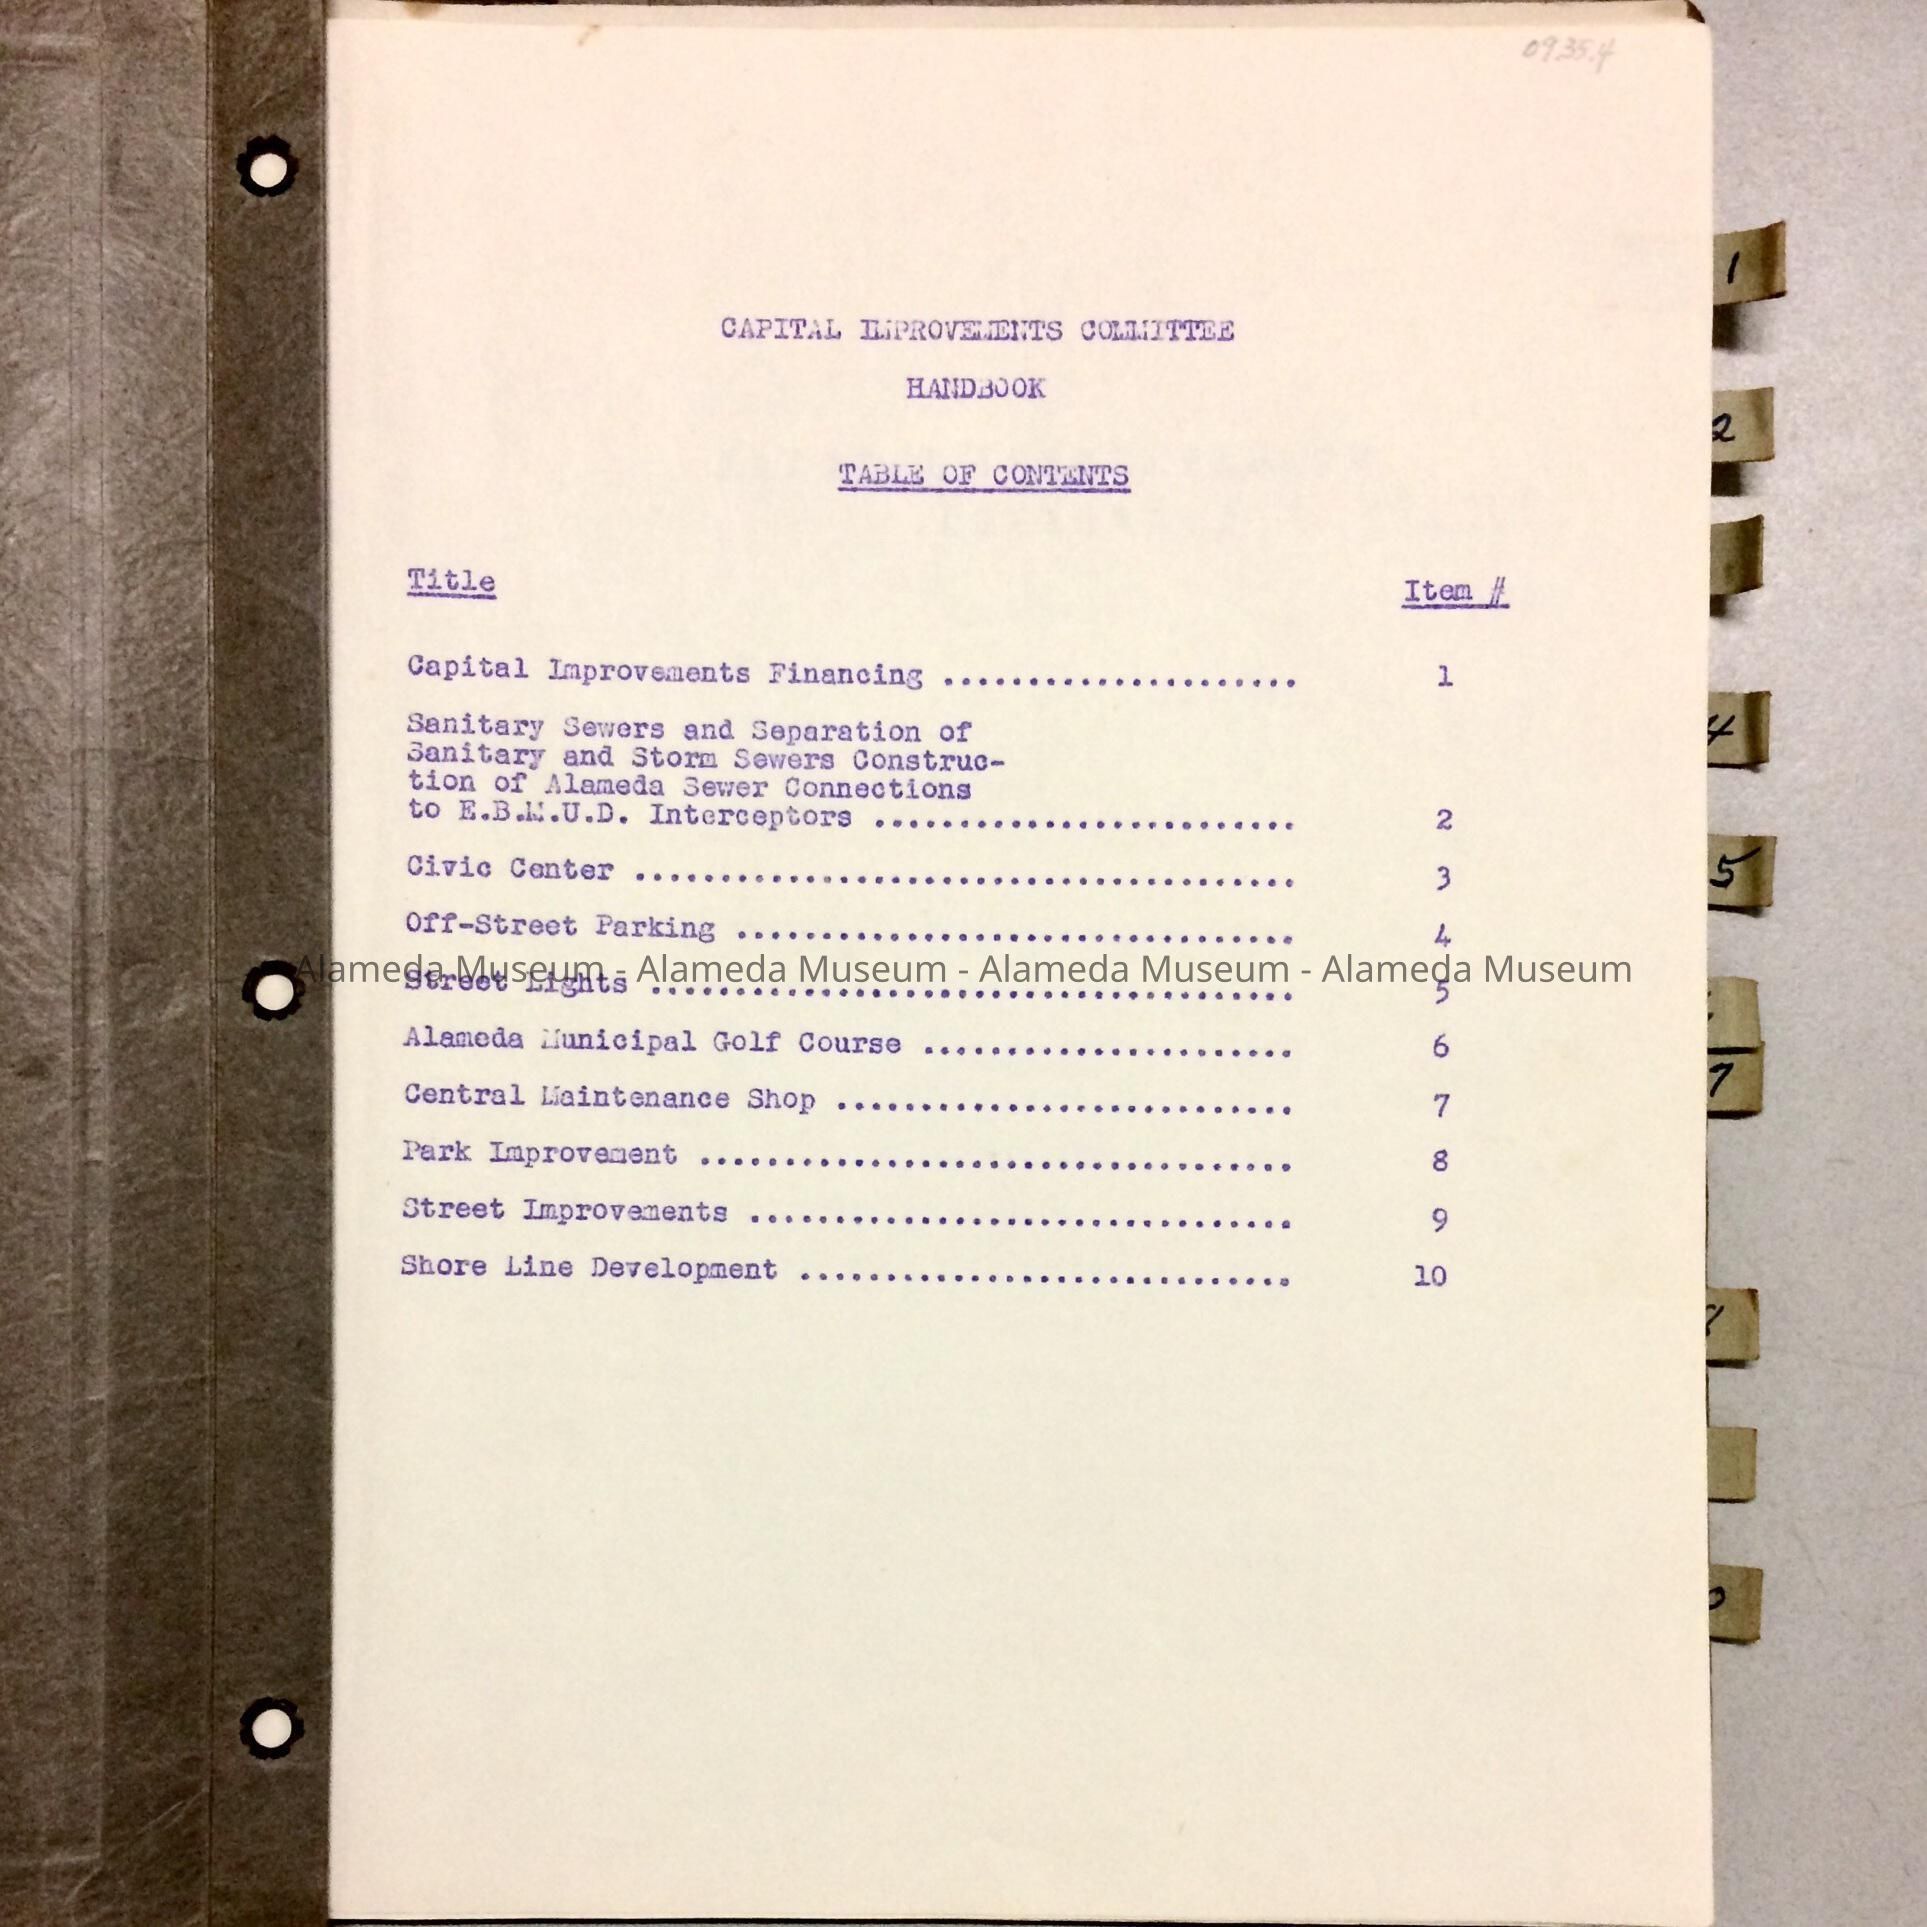 0935.4
CAPITAL IMPROVEMENTS COMMITTEE
HANDBOOK
TABLE OF CONTENTS
Title Item #
Capital Improvements Financing ..................... 1
Sanitary Sewers and Separation of
Sanitary and Storm Sewers Construc-
tion of Alameda Sewer Connections
to E.B.M.U.D. Interceptors ......................... 2
Civic Center ....................................... 3
Off-Street Parking ................................. 4
Alameda Museum - Alameda Museum - Alameda Museum - Alameda Museum
Street Lights ...................................... 5
Alameda Municipal Golf Course ...................... 6
Central Maintenance Shop ........................... 7
Park Improvement ................................... 8
Street Improvements ................................ 9
Shore Line Development ............................. 10
1
2
4
5
7